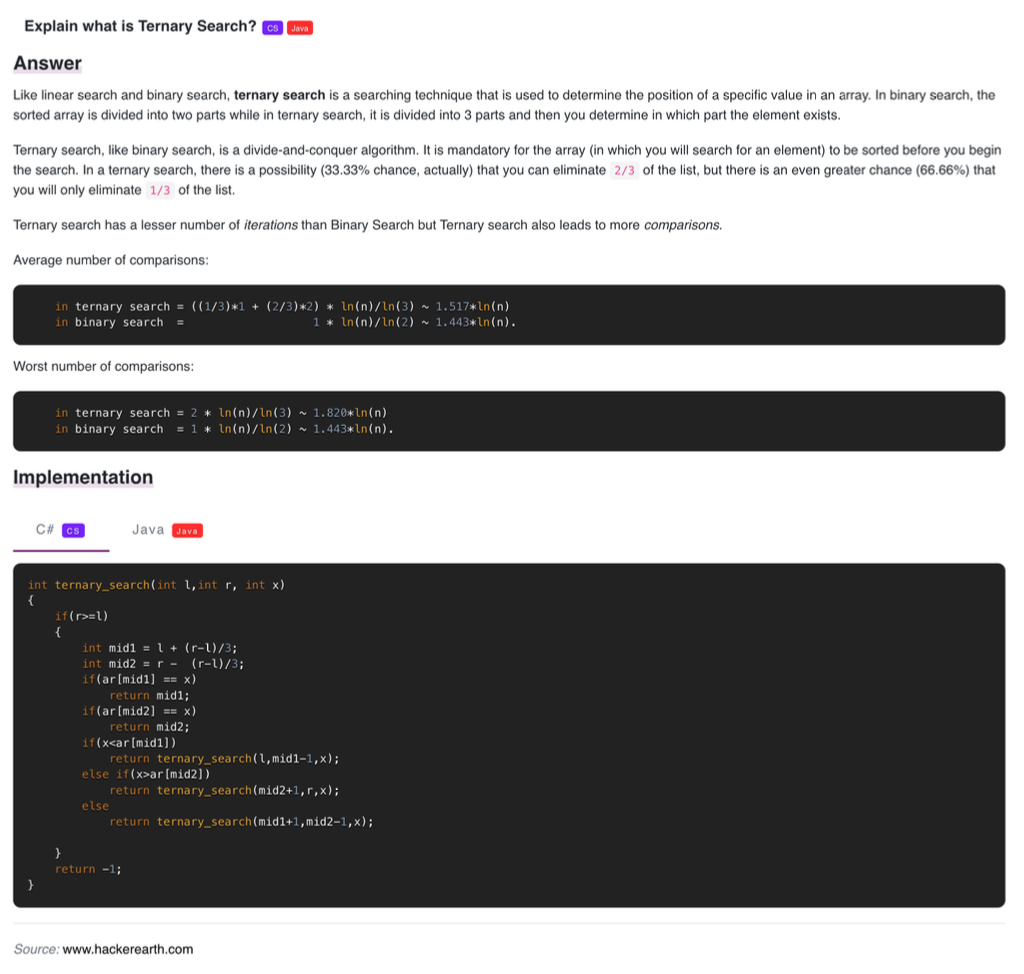 Explain what is Ternary Search? CS Java
Answer
Like linear search and binary search, ternary search is a searching technique that is used to determine the position of a specific value in an array. In binary search, the
sorted array is divided into two parts while in ternary search, it is divided into 3 parts and then you determine in which part the element exists.
Ternary search, like binary search, is a divide-and-conquer algorithm. It is mandatory for the array (in which you will search for an element) to be sorted before you begin
the search. In a ternary search, there is a possibility (33.33% chance, actually) that you can eliminate 2/3 of the list, but there is an even greater chance (66.66%) that
you will only eliminate 1/3 of the list.
Ternary search has a lesser number of iterations than Binary Search but Ternary search also leads to more comparisons.
Average number of comparisons:
in ternary search = ((1/3)*1 + (2/3)*2) * ln(n)/ln(3) ~ 1.517*ln(n)
in binary search  =                   1 * ln(n)/ln(2) ~ 1.443*ln(n).
Worst number of comparisons:
in ternary search = 2 * ln(n)/ln(3) ~ 1.820*ln(n)
in binary search  = 1 * ln(n)/ln(2) ~ 1.443*ln(n).
Implementation
C# CS Java Java
int ternary_search(int l,int r, int x)
{
    if(r>=l)
    {
        int mid1 = l + (r-l)/3;
        int mid2 = r -  (r-l)/3;
        if(ar[mid1] == x)
            return mid1;
        if(ar[mid2] == x)
            return mid2;
        if(x<ar[mid1])
            return ternary_search(l,mid1-1,x);
        else if(x>ar[mid2])
            return ternary_search(mid2+1,r,x);
        else
            return ternary_search(mid1+1,mid2-1,x);
    }
    return -1;
}
Source: www.hackerearth.com